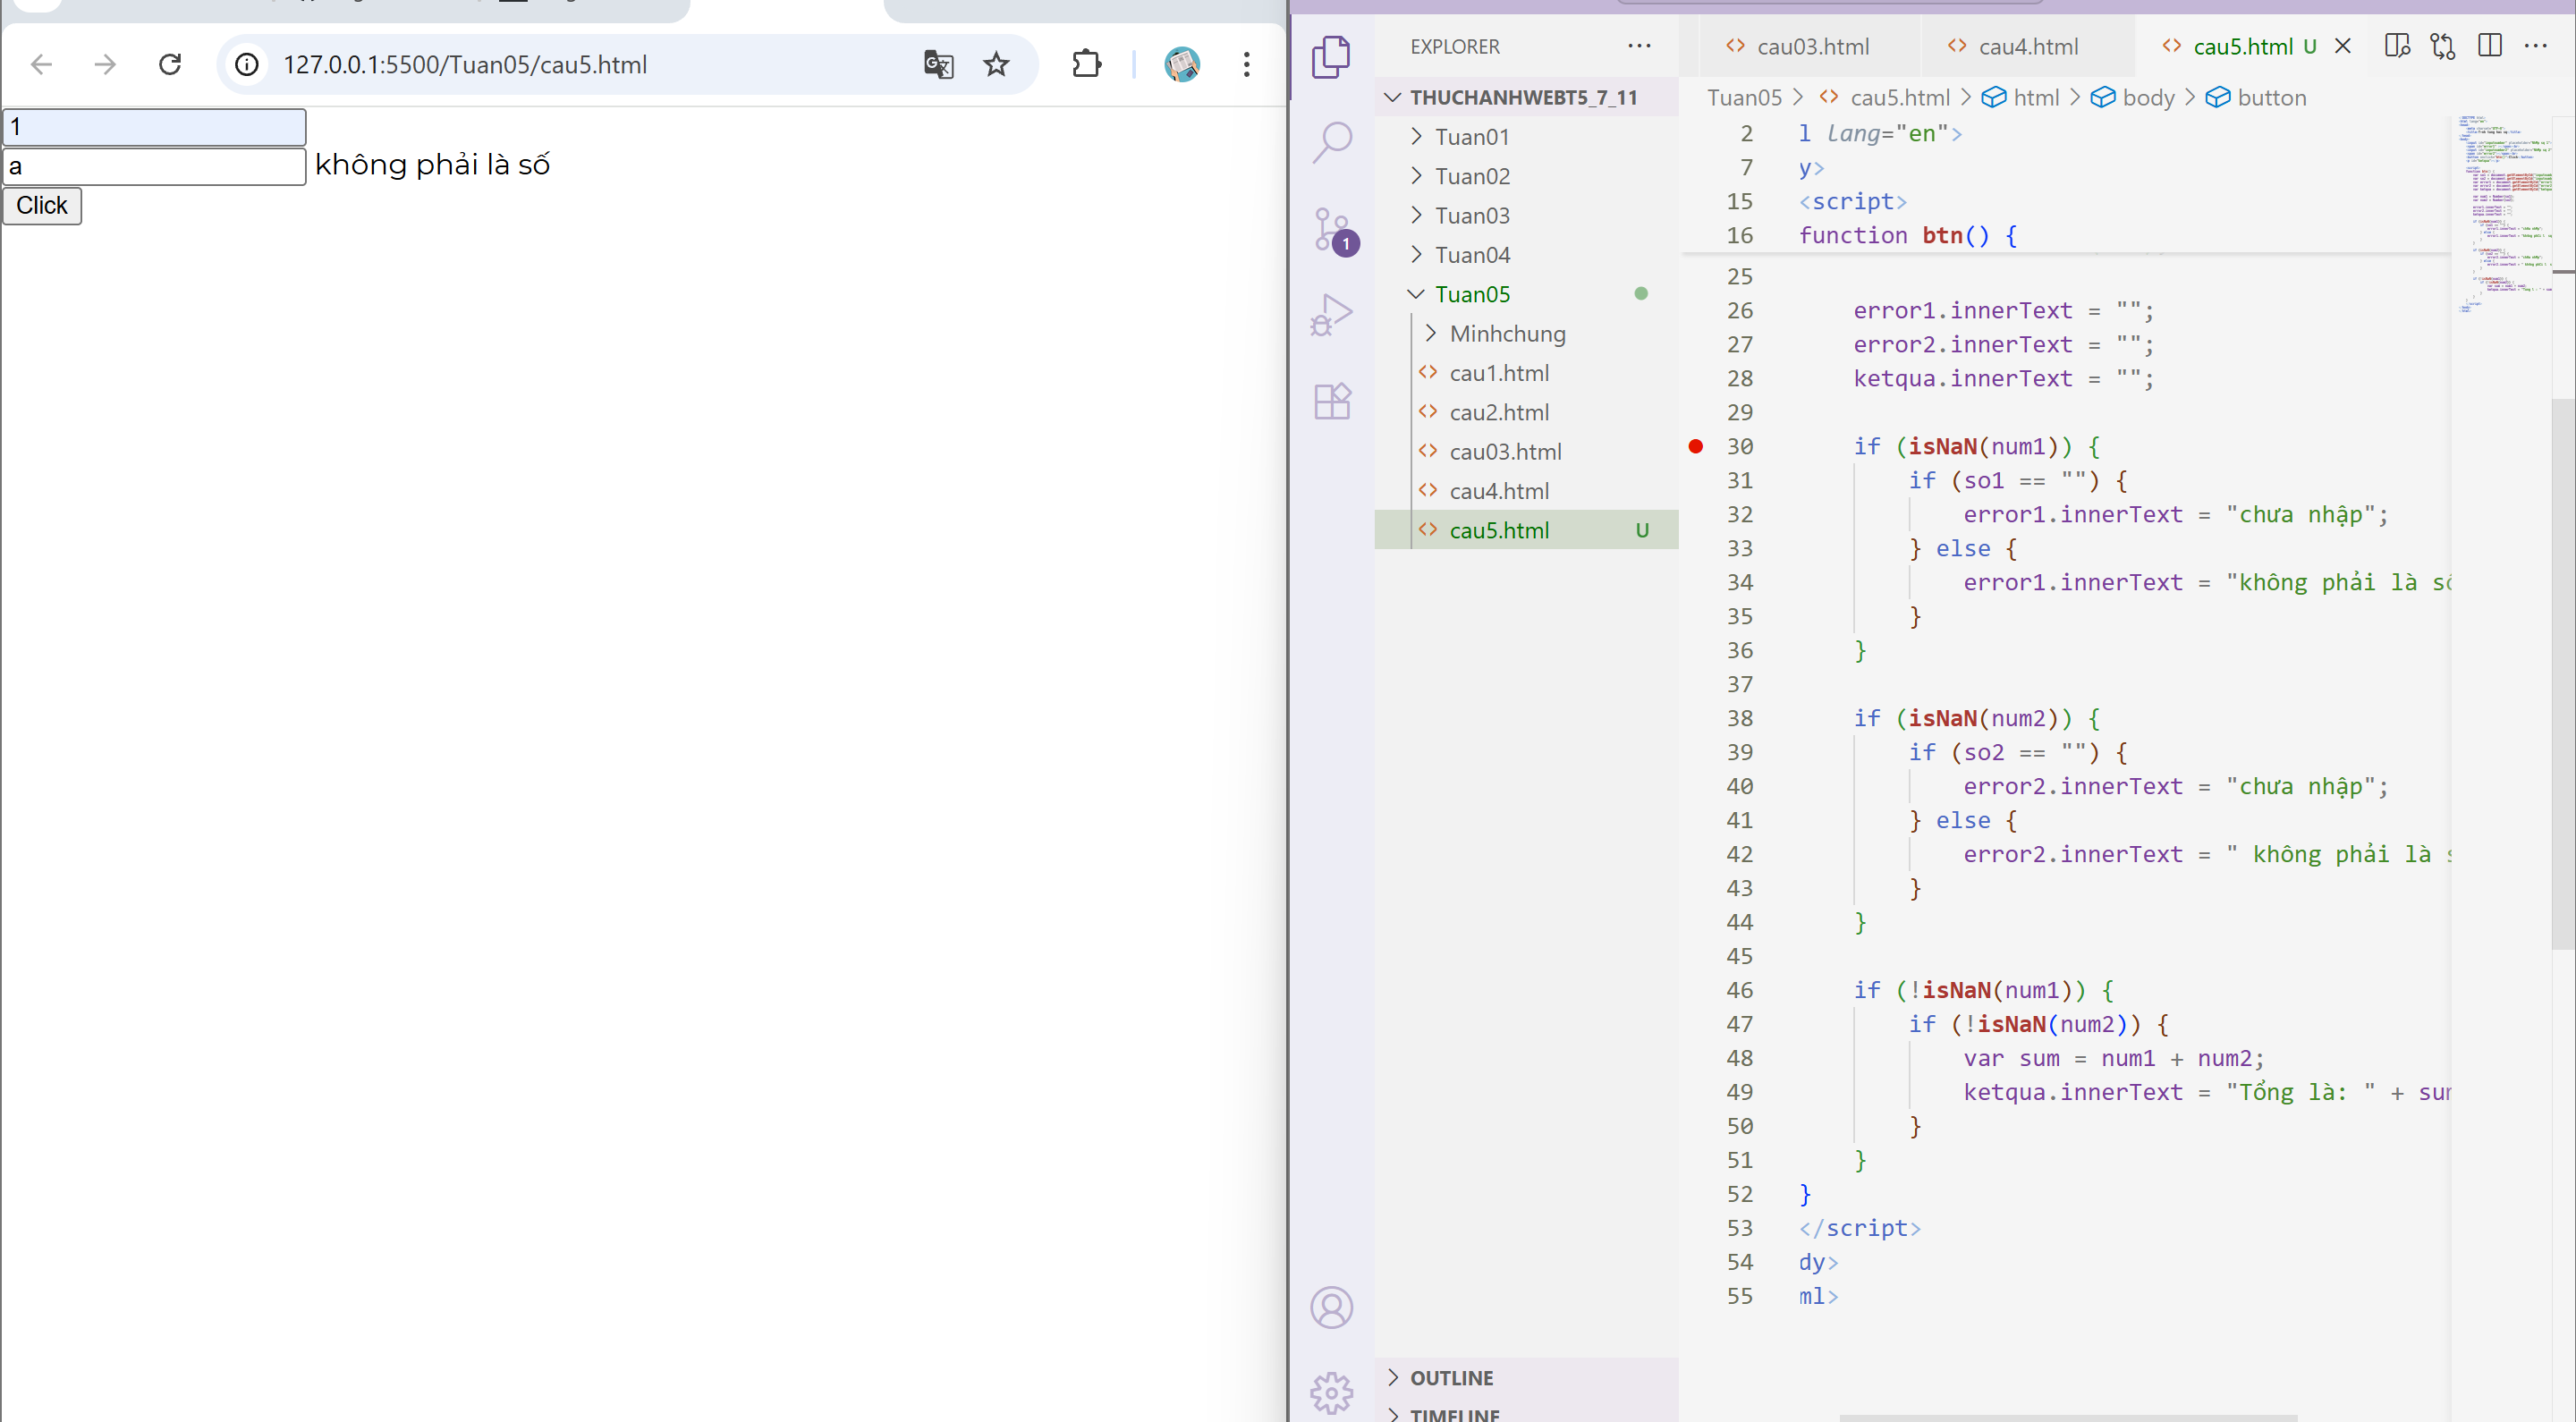 127.0.0.1:5500/Tuan05/cau5.html
1
a
không phải là số
Click
EXPLORER
THUCHANHWEBT5_7_11
Tuan01
Tuan02
Tuan03
Tuan04
Tuan05
Minhchung
cau1.html
cau2.html
cau03.html
cau4.html
cau5.html U
OUTLINE
TIMELINE
1
cau03.html
cau4.html
cau5.html U
Tuan05 > cau5.html > html > body > button
2 l lang="en">
7 y>
15 <script>
16 function btn() {
25
26 error1.innerText = "";
27 error2.innerText = "";
28 ketqua.innerText = "";
29
30 if (isNaN(num1)) {
31 if (so1 == "") {
32 error1.innerText = "chưa nhập";
33 } else {
34 error1.innerText = "không phải là số
35 }
36 }
37
38 if (isNaN(num2)) {
39 if (so2 == "") {
40 error2.innerText = "chưa nhập";
41 } else {
42 error2.innerText = " không phải là s
43 }
44 }
45
46 if (!isNaN(num1)) {
47 if (!isNaN(num2)) {
48 var sum = num1 + num2;
49 ketqua.innerText = "Tổng là: " + sum
50 }
51 }
52 }
53 </script>
54 dy>
55 ml>